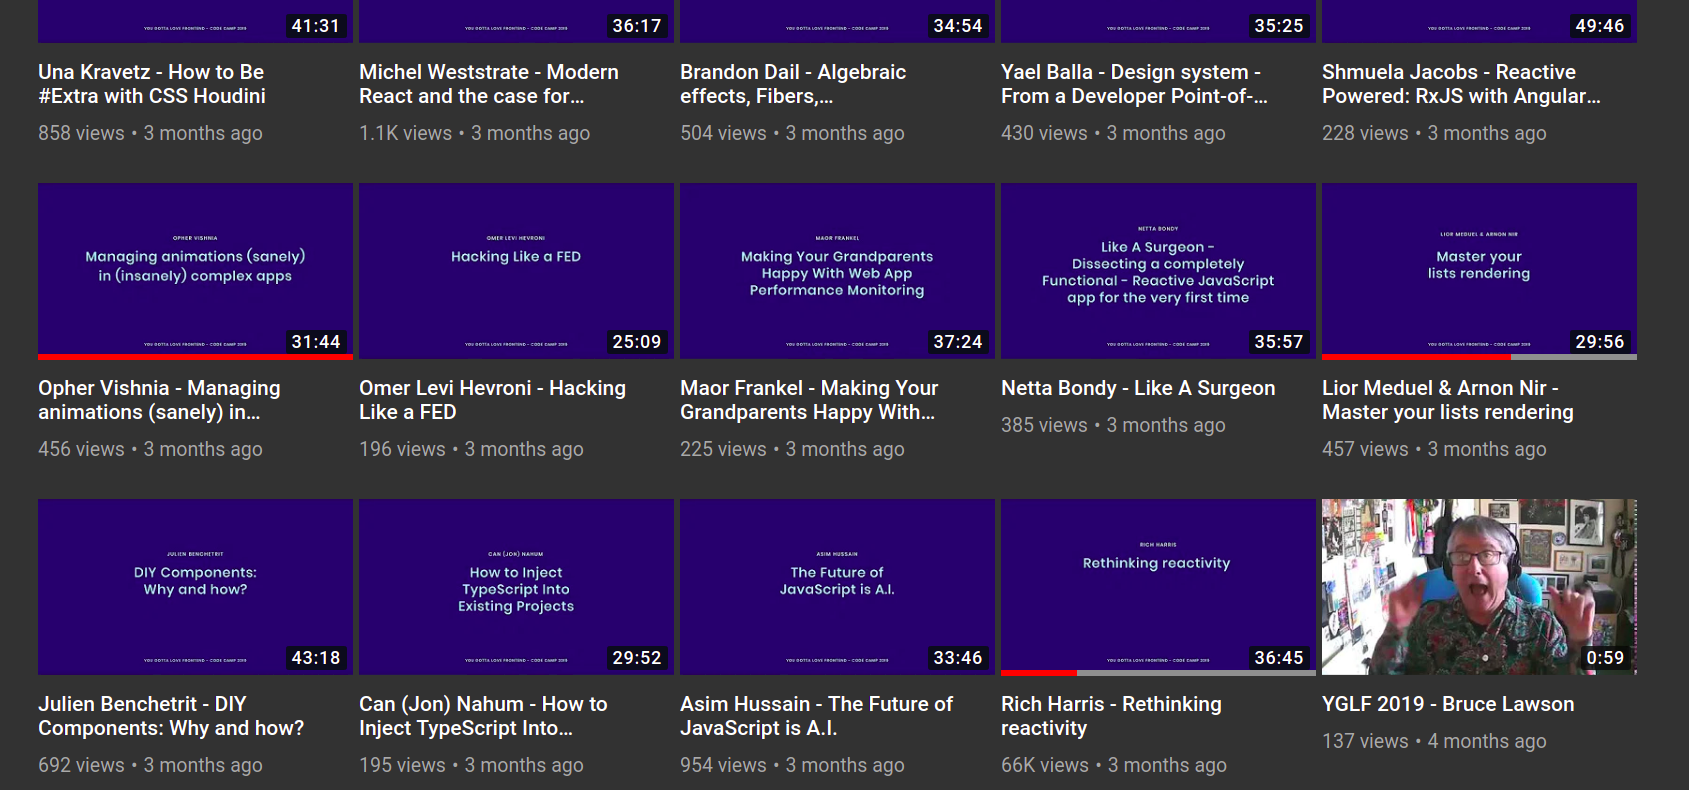 41:31
36:17
34:54
35:25
49:46
YOU GOTTA LOVE FRONTEND - CODE CAMP 2019
YOU GOTTA LOVE FRONTEND - CODE CAMP 2019
YOU GOTTA LOVE FRONTEND - CODE CAMP 2019
YOU GOTTA LOVE FRONTEND - CODE CAMP 2019
YOU GOTTA LOVE FRONTEND - CODE CAMP 2019
Una Kravetz - How to Be
#Extra with CSS Houdini
858 views • 3 months ago
Michel Weststrate - Modern
React and the case for...
1.1K views • 3 months ago
Brandon Dail - Algebraic
effects, Fibers,...
504 views • 3 months ago
Yael Balla - Design system -
From a Developer Point-of-...
430 views • 3 months ago
Shmuela Jacobs - Reactive
Powered: RxJS with Angular...
228 views • 3 months ago
OPHER VISHNIA
Managing animations (sanely)
in (insanely) complex apps
YOU GOTTA LOVE FRONTEND - CODE CAMP 2019
31:44
Opher Vishnia - Managing
animations (sanely) in...
456 views • 3 months ago
OMER LEVI HEVRONI
Hacking Like a FED
YOU GOTTA LOVE FRONTEND - CODE CAMP 2019
25:09
Omer Levi Hevroni - Hacking
Like a FED
196 views • 3 months ago
MAOR FRANKEL
Making Your Grandparents
Happy With Web App
Performance Monitoring
YOU GOTTA LOVE FRONTEND - CODE CAMP 2019
37:24
Maor Frankel - Making Your
Grandparents Happy With...
225 views • 3 months ago
NETTA BONDY
Like A Surgeon -
Dissecting a completely
Functional - Reactive JavaScript
app for the very first time
YOU GOTTA LOVE FRONTEND - CODE CAMP 2019
35:57
Netta Bondy - Like A Surgeon
385 views • 3 months ago
LIOR MEDUEL & ARNON NIR
Master your
lists rendering
YOU GOTTA LOVE FRONTEND - CODE CAMP 2019
29:56
Lior Meduel & Arnon Nir -
Master your lists rendering
457 views • 3 months ago
JULIEN BENCHETRIT
DIY Components:
Why and how?
YOU GOTTA LOVE FRONTEND - CODE CAMP 2019
43:18
Julien Benchetrit - DIY
Components: Why and how?
692 views • 3 months ago
CAN (JON) NAHUM
How to Inject
TypeScript Into
Existing Projects
YOU GOTTA LOVE FRONTEND - CODE CAMP 2019
29:52
Can (Jon) Nahum - How to
Inject TypeScript Into...
195 views • 3 months ago
ASIM HUSSAIN
The Future of
JavaScript is A.I.
YOU GOTTA LOVE FRONTEND - CODE CAMP 2019
33:46
Asim Hussain - The Future of
JavaScript is A.I.
954 views • 3 months ago
RICH HARRIS
Rethinking reactivity
YOU GOTTA LOVE FRONTEND - CODE CAMP 2019
36:45
Rich Harris - Rethinking
reactivity
66K views • 3 months ago
0:59
YGLF 2019 - Bruce Lawson
137 views • 4 months ago